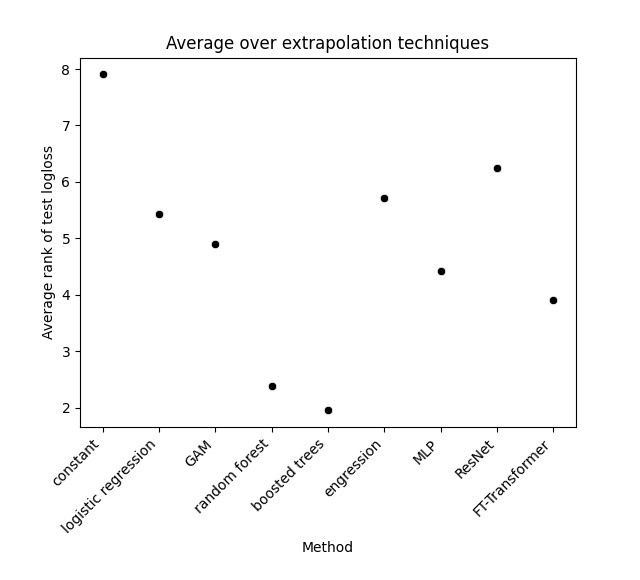 Average over extrapolation techniques
Average rank of test logloss
8
7
6
5
4
3
2
constant
logistic regression
GAM
random forest
boosted trees
engression
MLP
ResNet
FT-Transformer
Method